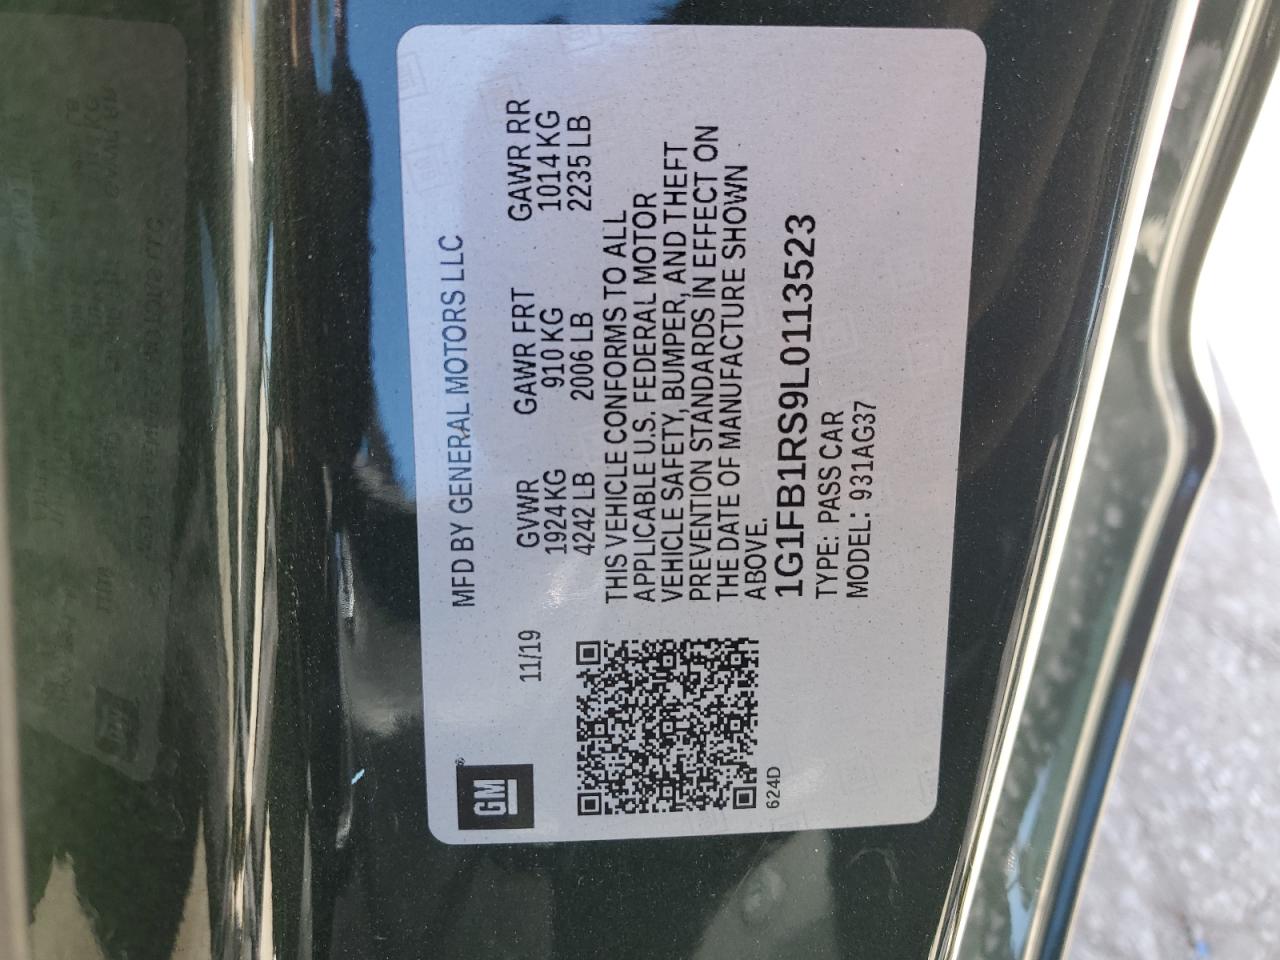 GM®
MFD BY GENERAL MOTORS LLC
11/19 GVWR GAWR FRT GAWR RR
1924 KG 910 KG 1014 KG
4242 LB 2006 LB 2235 LB
THIS VEHICLE CONFORMS TO ALL
APPLICABLE U.S. FEDERAL MOTOR
VEHICLE SAFETY, BUMPER, AND THEFT
PREVENTION STANDARDS IN EFFECT ON
THE DATE OF MANUFACTURE SHOWN
ABOVE.
1G1FB1RS9L0113523
624D TYPE: PASS CAR
MODEL: 931AG37